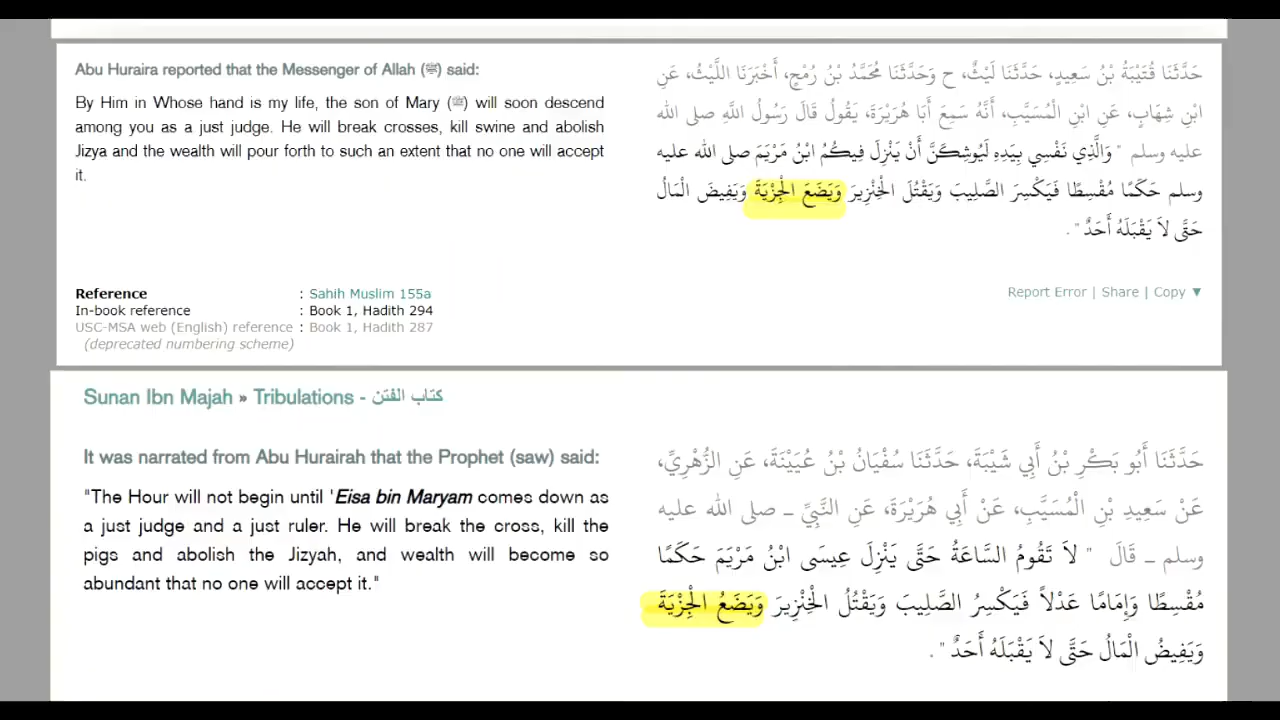 Abu Huraira reported that the Messenger of Allah (ﷺ) said:
By Him in Whose hand is my life, the son of Mary (ﷺ) will soon descend
among you as a just judge. He will break crosses, kill swine and abolish
Jizya and the wealth will pour forth to such an extent that no one will accept
it.
حَدَّثَنَا قُتَيْبَةُ بْنُ سَعِيدٍ، حَدَّثَنَا لَيْثٌ، ح وَحَدَّثَنَا مُحَمَّدُ بْنُ رُمْحٍ، أَخْبَرَنَا اللَّيْثُ، عَنِ
ابْنِ شِهَابٍ، عَنِ ابْنِ الْمُسَيَّبِ، أَنَّهُ سَمِعَ أَبَا هُرَيْرَةَ، يَقُولُ قَالَ رَسُولُ اللَّهِ صلى الله
عليه وسلم ‏"‏ وَالَّذِي نَفْسِي بِيَدِهِ لَيُوشِكَنَّ أَنْ يَنْزِلَ فِيكُمُ ابْنُ مَرْيَمَ صلى الله عليه
وسلم حَكَمًا مُقْسِطًا فَيَكْسِرَ الصَّلِيبَ وَيَقْتُلَ الْخِنْزِيرَ وَيَضَعَ الْجِزْيَةَ وَيَفِيضَ الْمَالُ
حَتَّى لاَ يَقْبَلَهُ أَحَدٌ ‏"‏ ‏.‏
Reference : Sahih Muslim 155a
In-book reference : Book 1, Hadith 294
USC-MSA web (English) reference : Book 1, Hadith 287
(deprecated numbering scheme)
Report Error | Share | Copy ▼
Sunan Ibn Majah » Tribulations - كتاب الفتن
It was narrated from Abu Hurairah that the Prophet (saw) said:
"The Hour will not begin until 'Eisa bin Maryam comes down as
a just judge and a just ruler. He will break the cross, kill the
pigs and abolish the Jizyah, and wealth will become so
abundant that no one will accept it."
حَدَّثَنَا أَبُو بَكْرِ بْنُ أَبِي شَيْبَةَ، حَدَّثَنَا سُفْيَانُ بْنُ عُيَيْنَةَ، عَنِ الزُّهْرِيِّ،
عَنْ سَعِيدِ بْنِ الْمُسَيَّبِ، عَنْ أَبِي هُرَيْرَةَ، عَنِ النَّبِيِّ ـ صلى الله عليه
وسلم ـ قَالَ ‏"‏ لاَ تَقُومُ السَّاعَةُ حَتَّى يَنْزِلَ عِيسَى ابْنُ مَرْيَمَ حَكَمًا
مُقْسِطًا وَإِمَامًا عَدْلاً فَيَكْسِرُ الصَّلِيبَ وَيَقْتُلُ الْخِنْزِيرَ وَيَضَعُ الْجِزْيَةَ
وَيَفِيضُ الْمَالُ حَتَّى لاَ يَقْبَلَهُ أَحَدٌ ‏"‏ ‏.‏